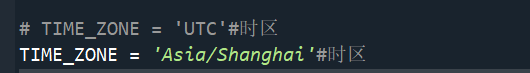 # TIME_ZONE = 'UTC'#时区
TIME_ZONE = 'Asia/Shanghai'#时区